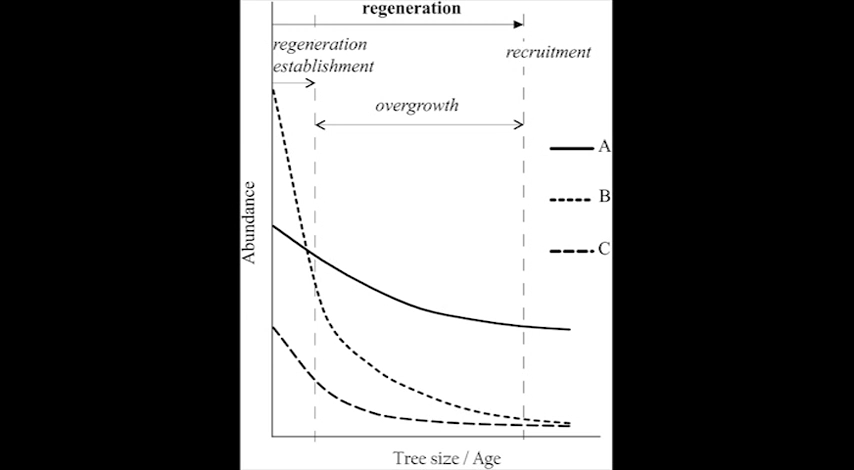 regeneration
regeneration
establishment
recruitment
overgrowth
A
B
C
Abundance
Tree size / Age